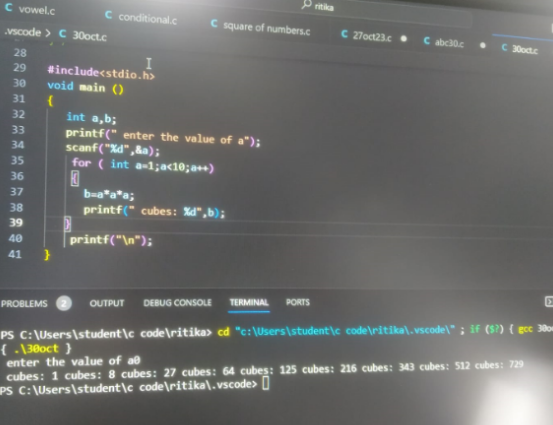 ritika
vowel.c conditional.c square of numbers.c 27oct23.c abc30.c 30oct.c
.vscode > C 30oct.c
28
29 #include<stdio.h>
30 void main ()
31 {
32 int a,b;
33 printf(" enter the value of a");
34 scanf("%d",&a);
35 for ( int a=1;a<10;a++)
36 {
37 b=a*a*a;
38 printf(" cubes: %d",b);
39 }
40 printf("\n");
41 }
PROBLEMS 2 OUTPUT DEBUG CONSOLE TERMINAL PORTS
PS C:\Users\student\c code\ritika> cd "c:\Users\student\c code\ritika\.vscode\" ; if ($?) { gcc 30oc
{ .\30oct }
enter the value of a0
cubes: 1 cubes: 8 cubes: 27 cubes: 64 cubes: 125 cubes: 216 cubes: 343 cubes: 512 cubes: 729
PS C:\Users\student\c code\ritika\.vscode>